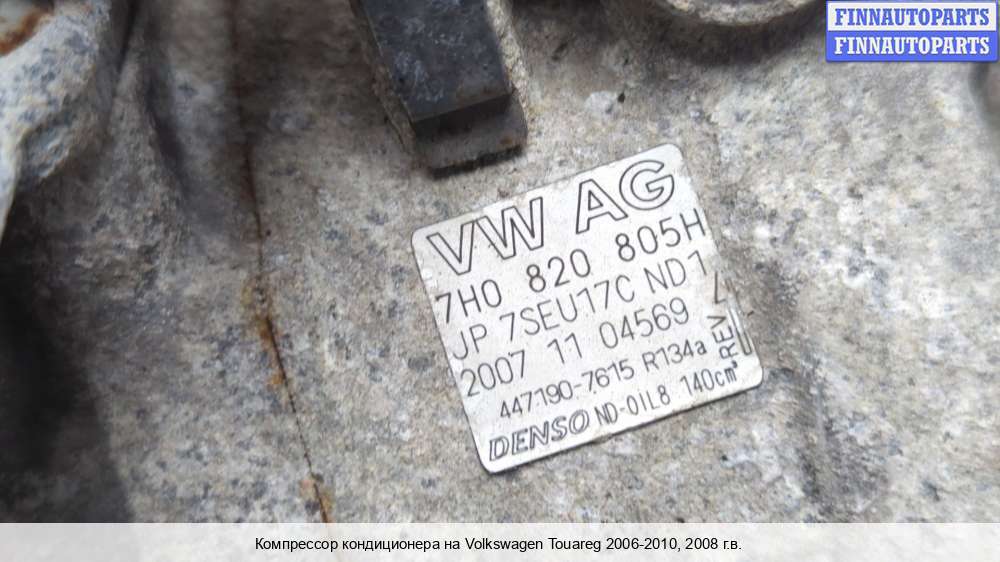 FINNAUTOPARTS
FINNAUTOPARTS
VW AG
7H0 820 805H
JP 7SEU17C ND1
2007 11 04569
447190-7615 R134a
DENSO ND-OIL8 140cm³
REV
Компрессор кондиционера на Volkswagen Touareg 2006-2010, 2008 г.в.